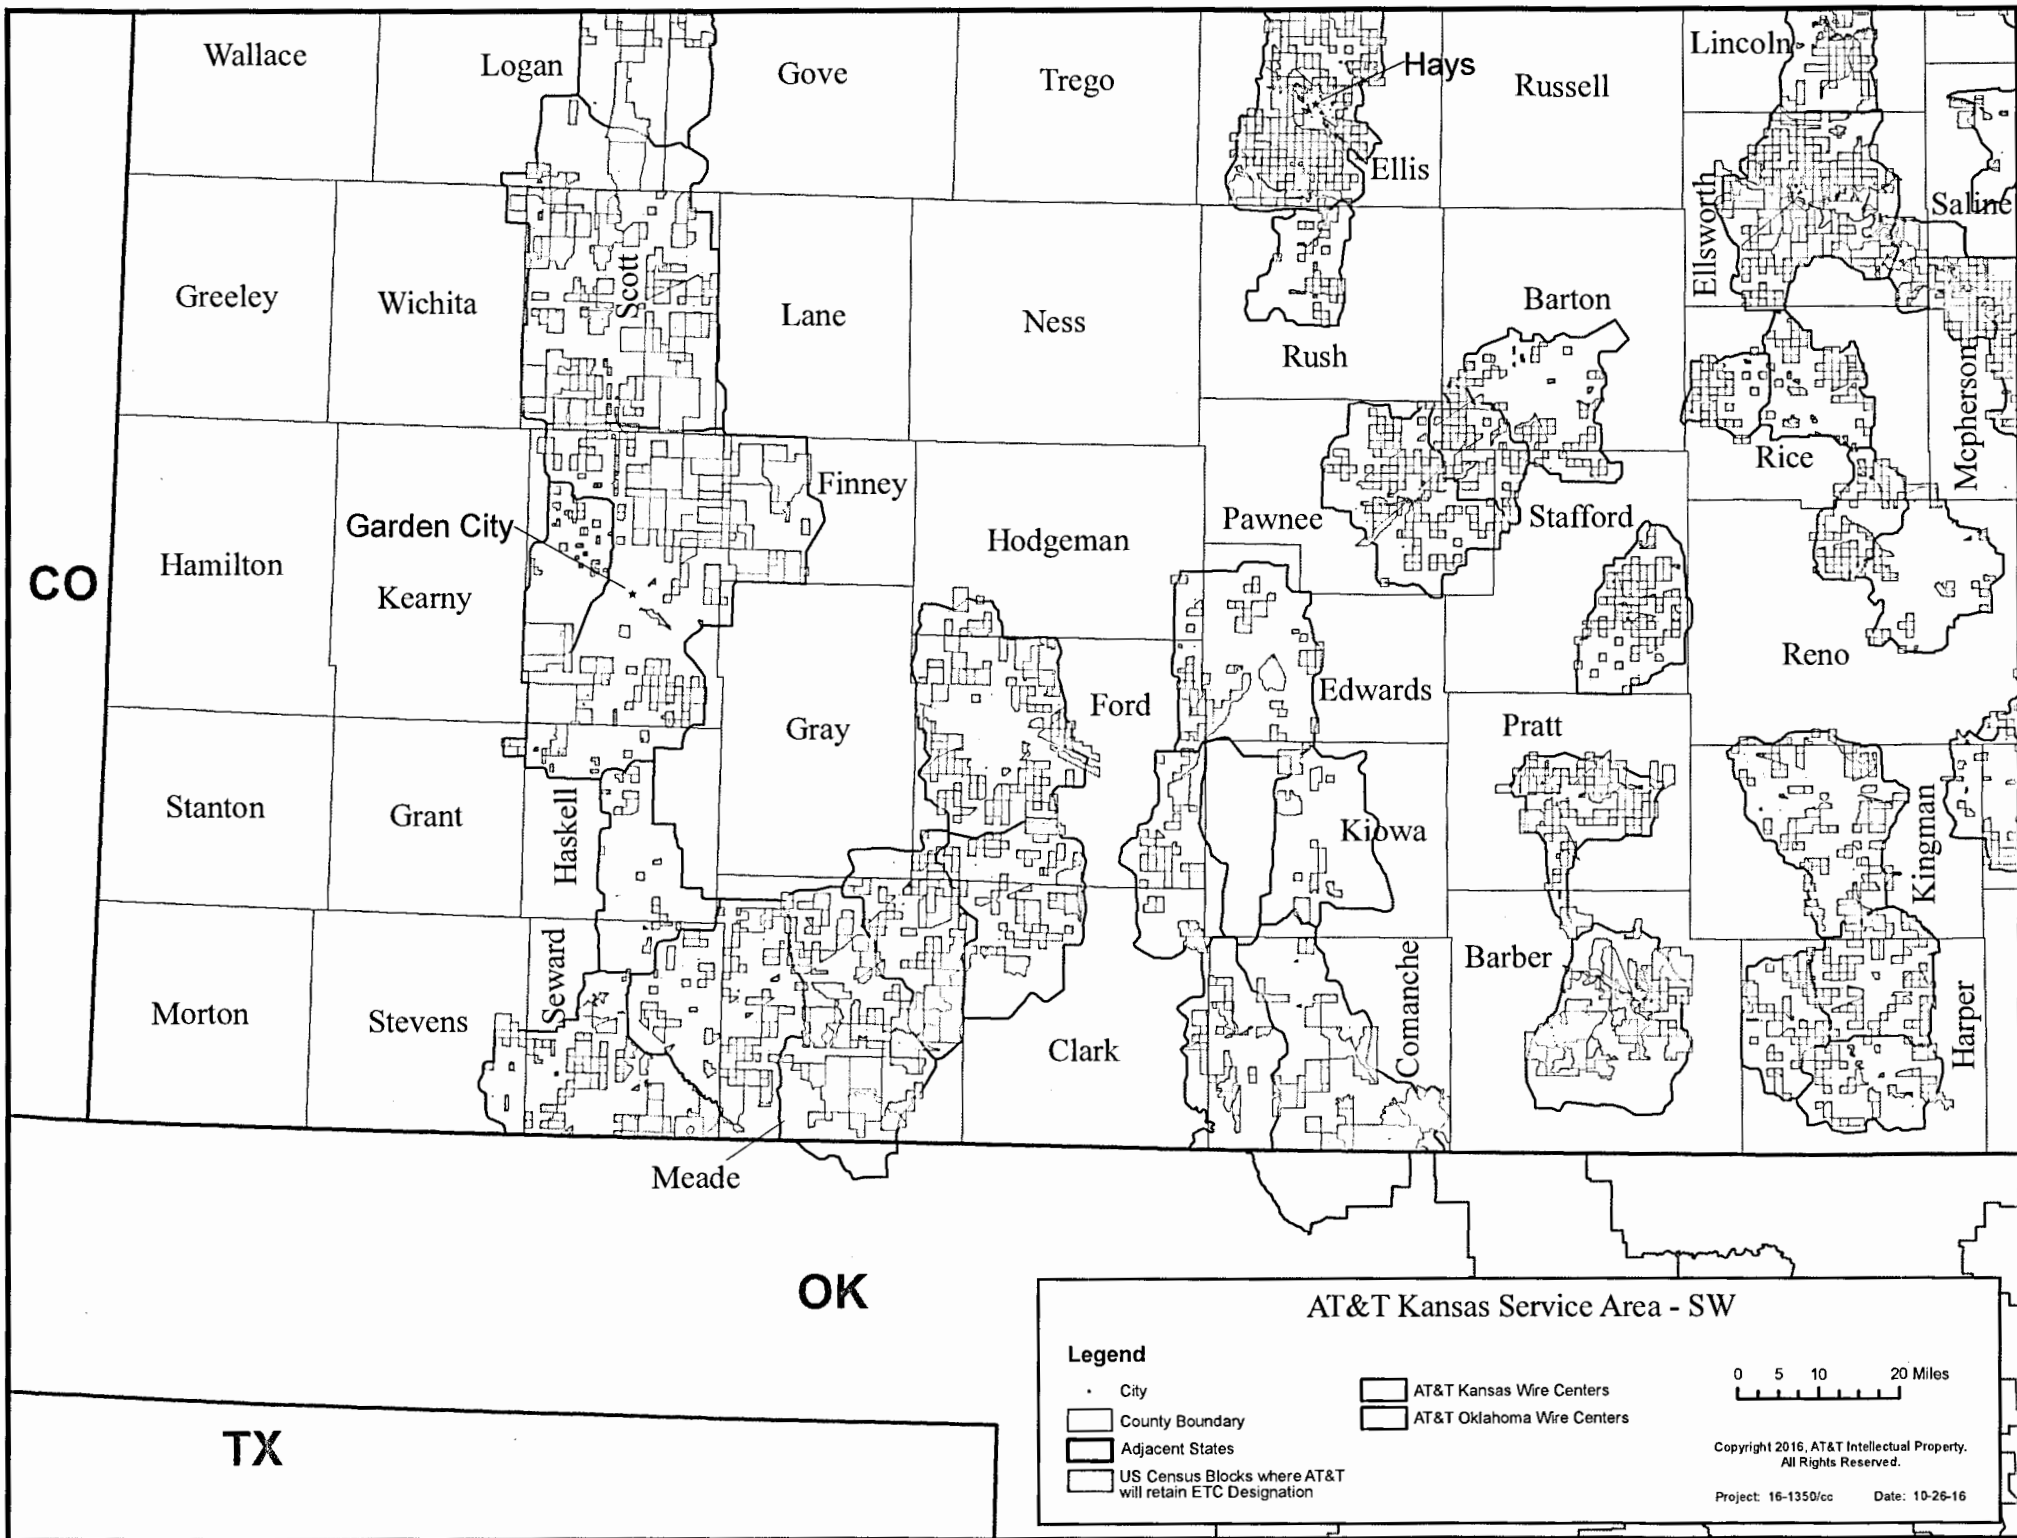 Wallace
Logan
Gove
Trego
Hays
Ellis
Russell
Lincoln
Ellsworth
Saline
Greeley
Wichita
Scott
Lane
Ness
Rush
Barton
Rice
Mcpherson
CO
Hamilton
Garden City
Kearny
Finney
Hodgeman
Pawnee
Stafford
Reno
Stanton
Grant
Haskell
Gray
Ford
Edwards
Kiowa
Pratt
Kingman
Morton
Stevens
Seward
Meade
Clark
Comanche
Barber
Harper
OK
TX
AT&T Kansas Service Area - SW
Legend
City
County Boundary
Adjacent States
US Census Blocks where AT&T
will retain ETC Designation
AT&T Kansas Wire Centers
AT&T Oklahoma Wire Centers
0 5 10 20 Miles
Copyright 2016, AT&T Intellectual Property.
All Rights Reserved.
Project: 16-1350/cc Date: 10-26-16